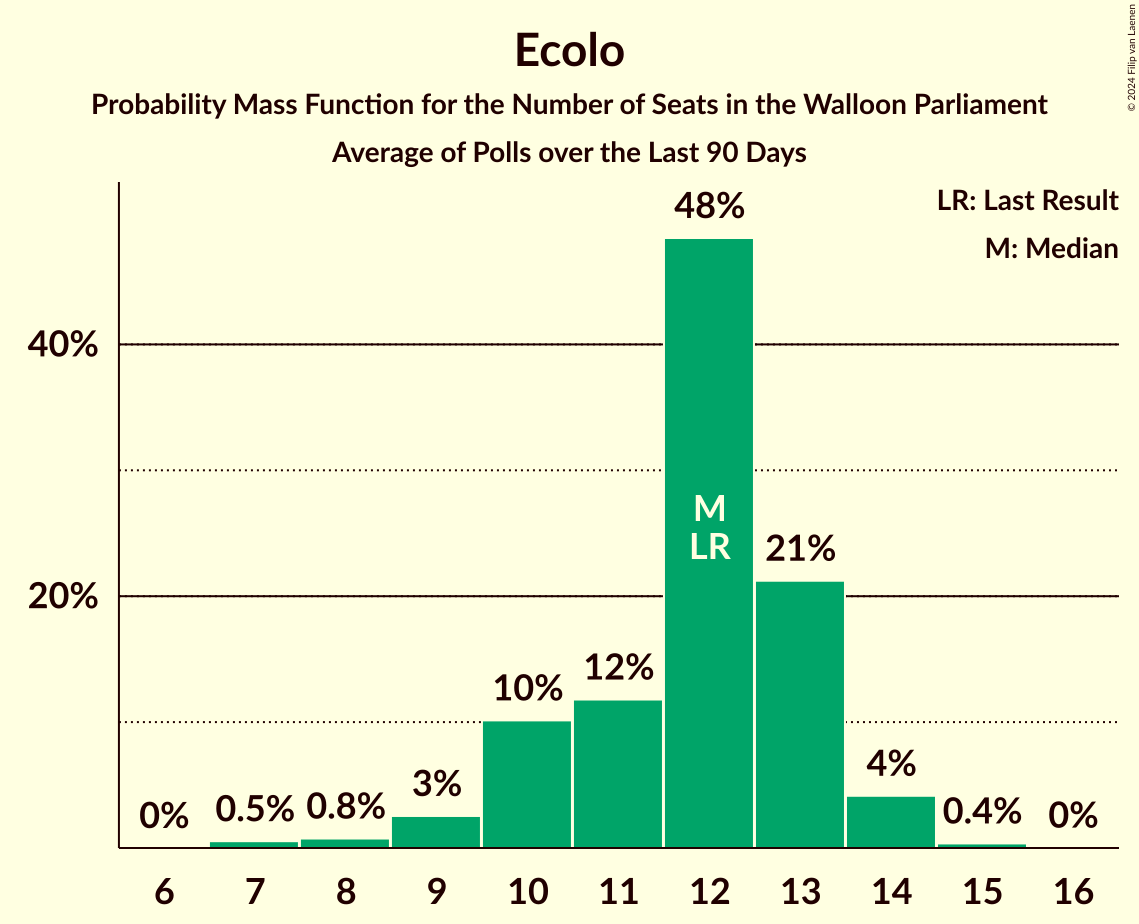 Ecolo
Probability Mass Function for the Number of Seats in the Walloon Parliament
Average of Polls over the Last 90 Days
© 2024 Filip van Laenen
LR: Last Result
M: Median
48%
40%
M
LR
21%
20%
12%
10%
4%
3%
0%
0.5%
0.8%
0.4%
0%
6 7 8 9 10 11 12 13 14 15 16